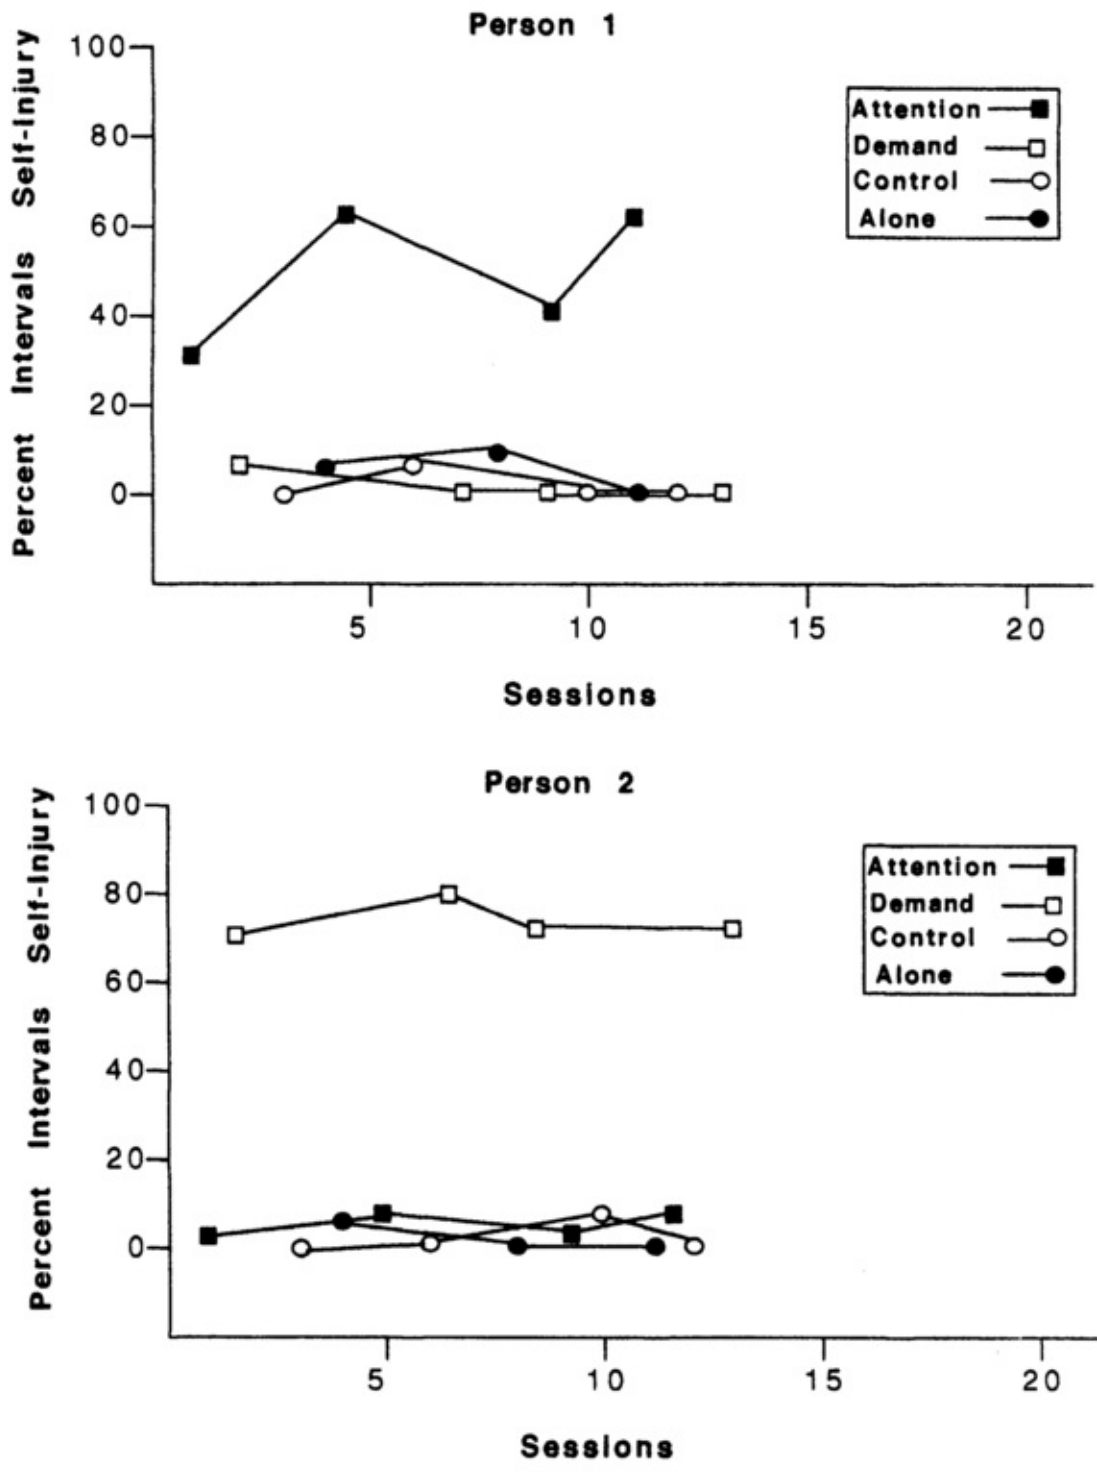 Person 1
Percent Intervals Self-Injury
100
80
60
40
20
0
Attention
Demand
Control
Alone
5 10 15 20
Sessions
Person 2
Percent Intervals Self-Injury
100
80
60
40
20
0
Attention
Demand
Control
Alone
5 10 15 20
Sessions